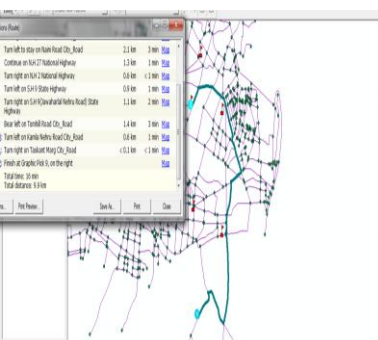 Turn left to stay on Naini Road City_Road 2.1 km 2 min Map
Continue on N.H 27 National Highway 1.3 km 1 min Map
Turn right on N.H 2 National Highway 0.6 km < 1 min Map
Turn left on S.H 9 State Highway 0.9 km 2 min Map
Turn right on S.H 9(Jawaharlal Nehru Road) State Highway 1.1 km 2 min Map
Bear left on Tonhill Road City_Road 1.4 km 3 min Map
Turn left on Kamla Nehru Road City_Road 0.6 km 1 min Map
Turn right on Taskant Marg City_Road < 0.1 km < 1 min Map
Finish at Graphic Pick 9, on the right Map
Total time: 16 min
Total distance: 9.9 km
Print Preview... Save As... Print Close